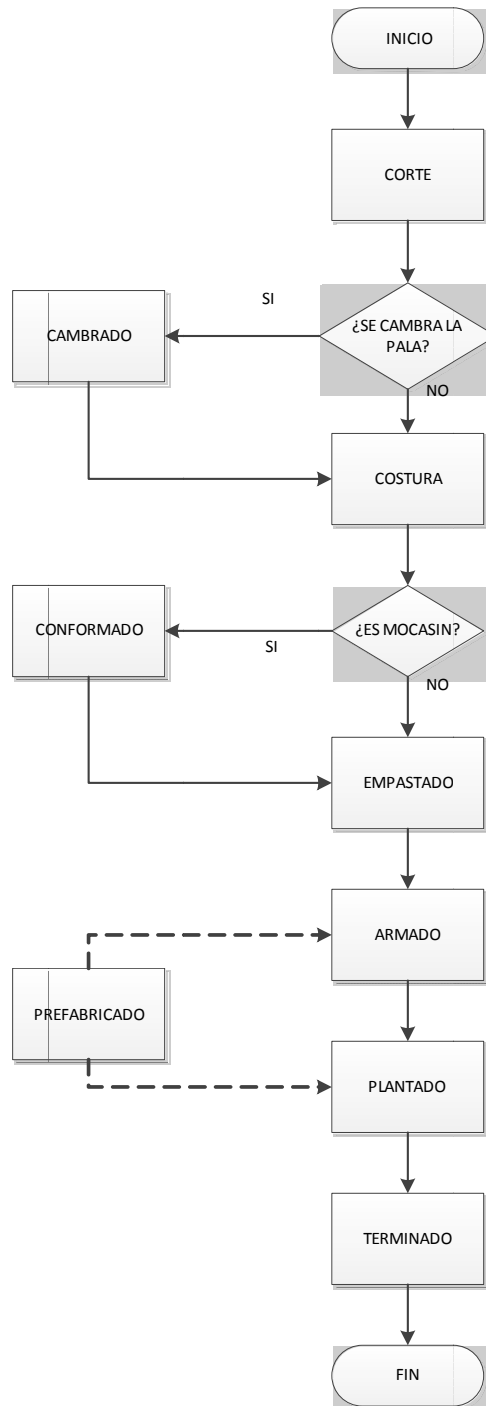 INICIO
CORTE
SI
¿SE CAMBRA LA
PALA?
CAMBRADO
NO
COSTURA
¿ES MOCASIN?
CONFORMADO
SI
NO
EMPASTADO
ARMADO
PREFABRICADO
PLANTADO
TERMINADO
FIN